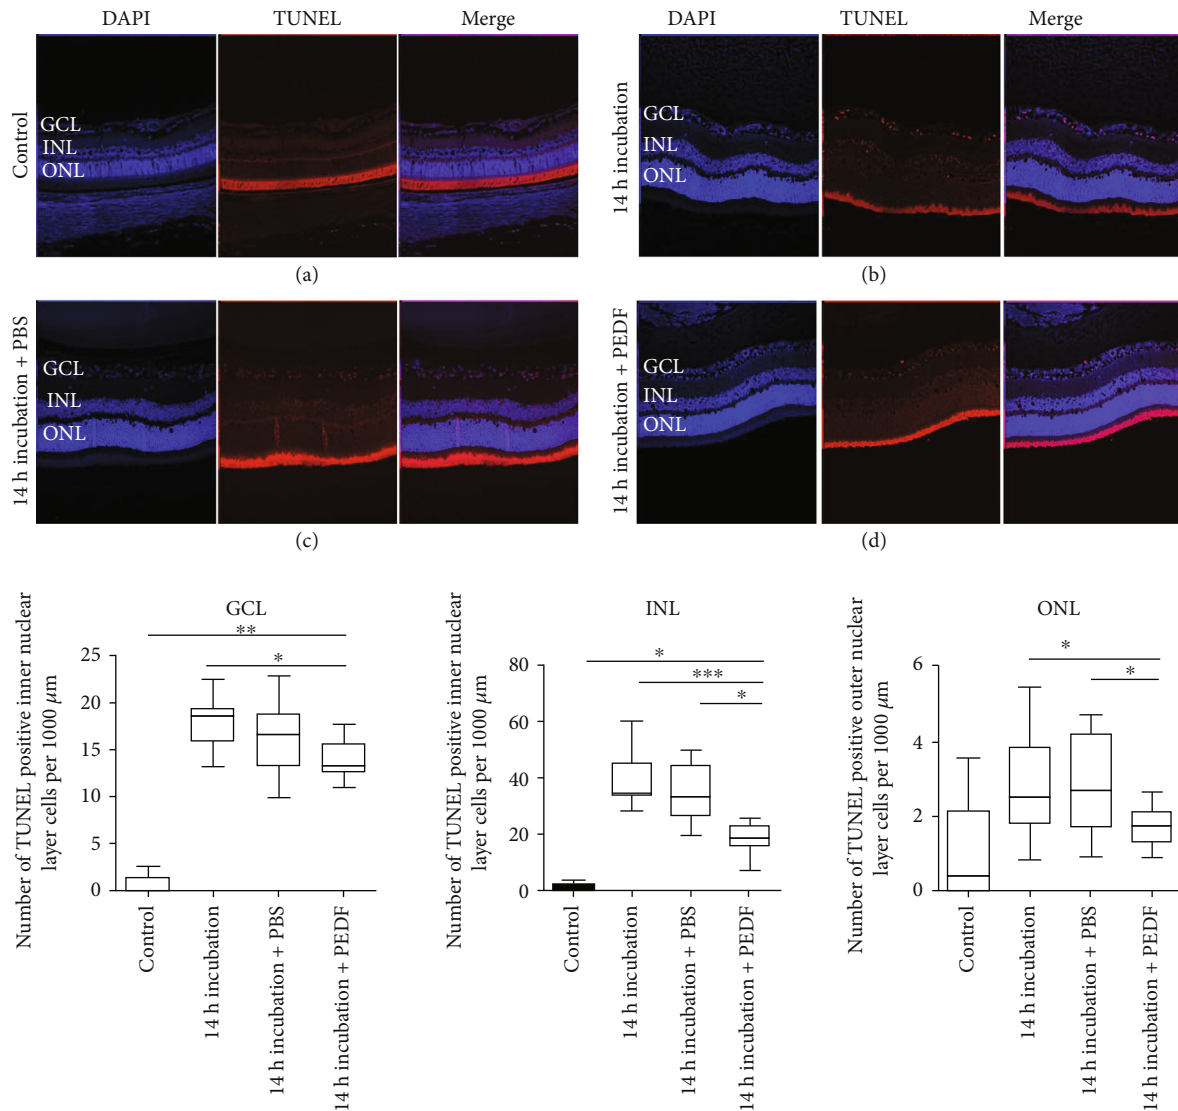 DAPI TUNEL Merge
Control
GCL
INL
ONL
(a)
DAPI TUNEL Merge
14 h incubation
GCL
INL
ONL
(b)
14 h incubation + PBS
GCL
INL
ONL
(c)
14 h incubation + PEDF
GCL
INL
ONL
(d)
GCL
Number of TUNEL positive inner nuclear
layer cells per 1000 μm
25
20
15
10
5
0
**
*
Control
14 h incubation
14 h incubation + PBS
14 h incubation + PEDF
INL
Number of TUNEL positive inner nuclear
layer cells per 1000 μm
80
60
40
20
0
*
***
*
Control
14 h incubation
14 h incubation + PBS
14 h incubation + PEDF
ONL
Number of TUNEL positive outer nuclear
layer cells per 1000 μm
6
4
2
0
*
*
Control
14 h incubation
14 h incubation + PBS
14 h incubation + PEDF